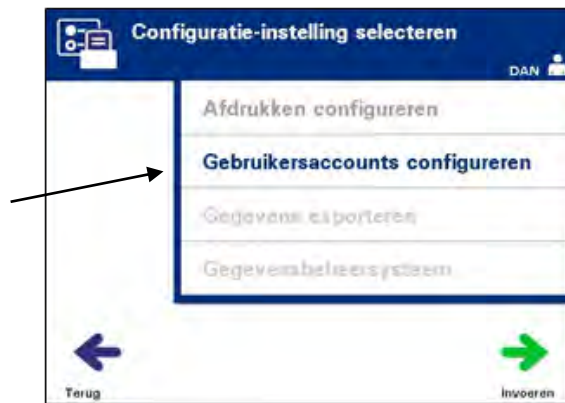 Configuratie-instelling selecteren
DAN
Afdrukken configureren
Gebruikersaccounts configureren
Gegevens exporteren
Gegevensbeheersysteem
Terug
Invoeren